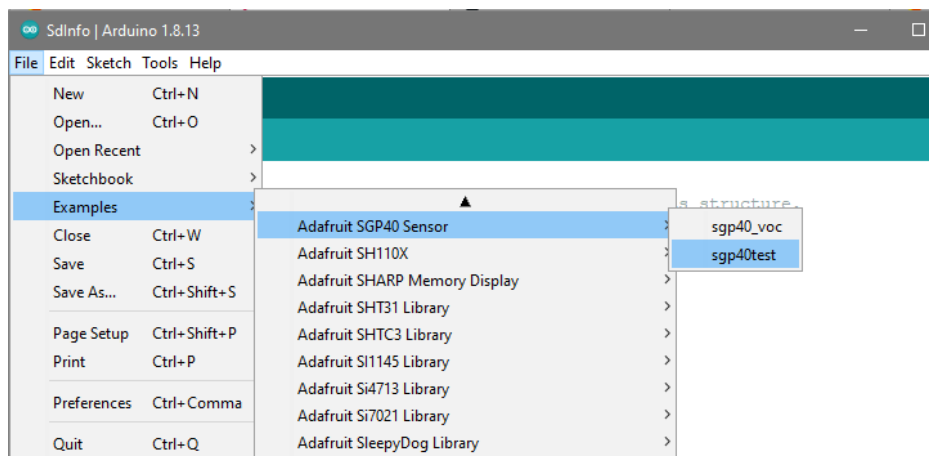 SdInfo | Arduino 1.8.13
File Edit Sketch Tools Help
New Ctrl+N
Open... Ctrl+O
Open Recent
Sketchbook
Examples
Close Ctrl+W
Save Ctrl+S
Save As... Ctrl+Shift+S
Page Setup Ctrl+Shift+P
Print Ctrl+P
Preferences Ctrl+Comma
Quit Ctrl+Q
Adafruit SGP40 Sensor
Adafruit SH110X
Adafruit SHARP Memory Display
Adafruit SHT31 Library
Adafruit SHTC3 Library
Adafruit SI1145 Library
Adafruit Si4713 Library
Adafruit Si7021 Library
Adafruit SleepyDog Library
s structure.
sgp40_voc
sgp40test